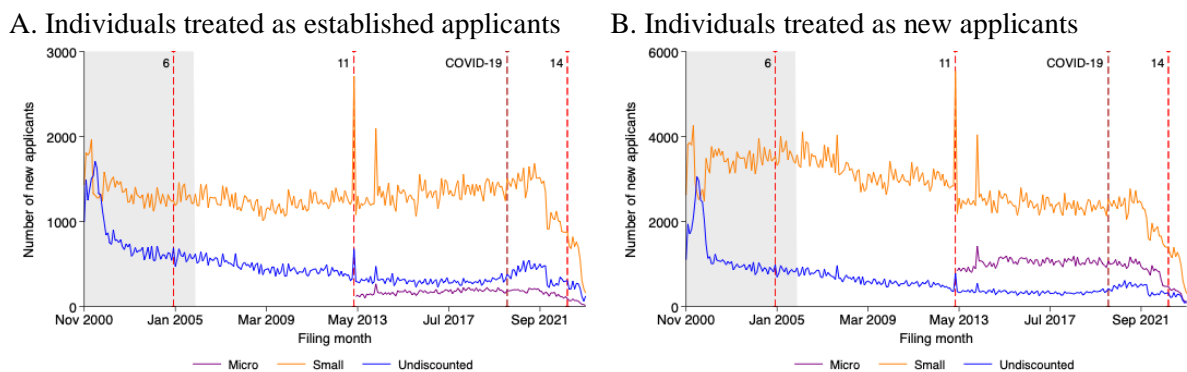 A. Individuals treated as established applicants
3000
2000
1000
0
Number of new applicants
6
11
COVID-19
14
Nov 2000
Jan 2005
Mar 2009
May 2013
Jul 2017
Sep 2021
Filing month
Micro
Small
Undiscounted
B. Individuals treated as new applicants
6000
4000
2000
0
Number of new applicants
6
11
COVID-19
14
Nov 2000
Jan 2005
Mar 2009
May 2013
Jul 2017
Sep 2021
Filing month
Micro
Small
Undiscounted